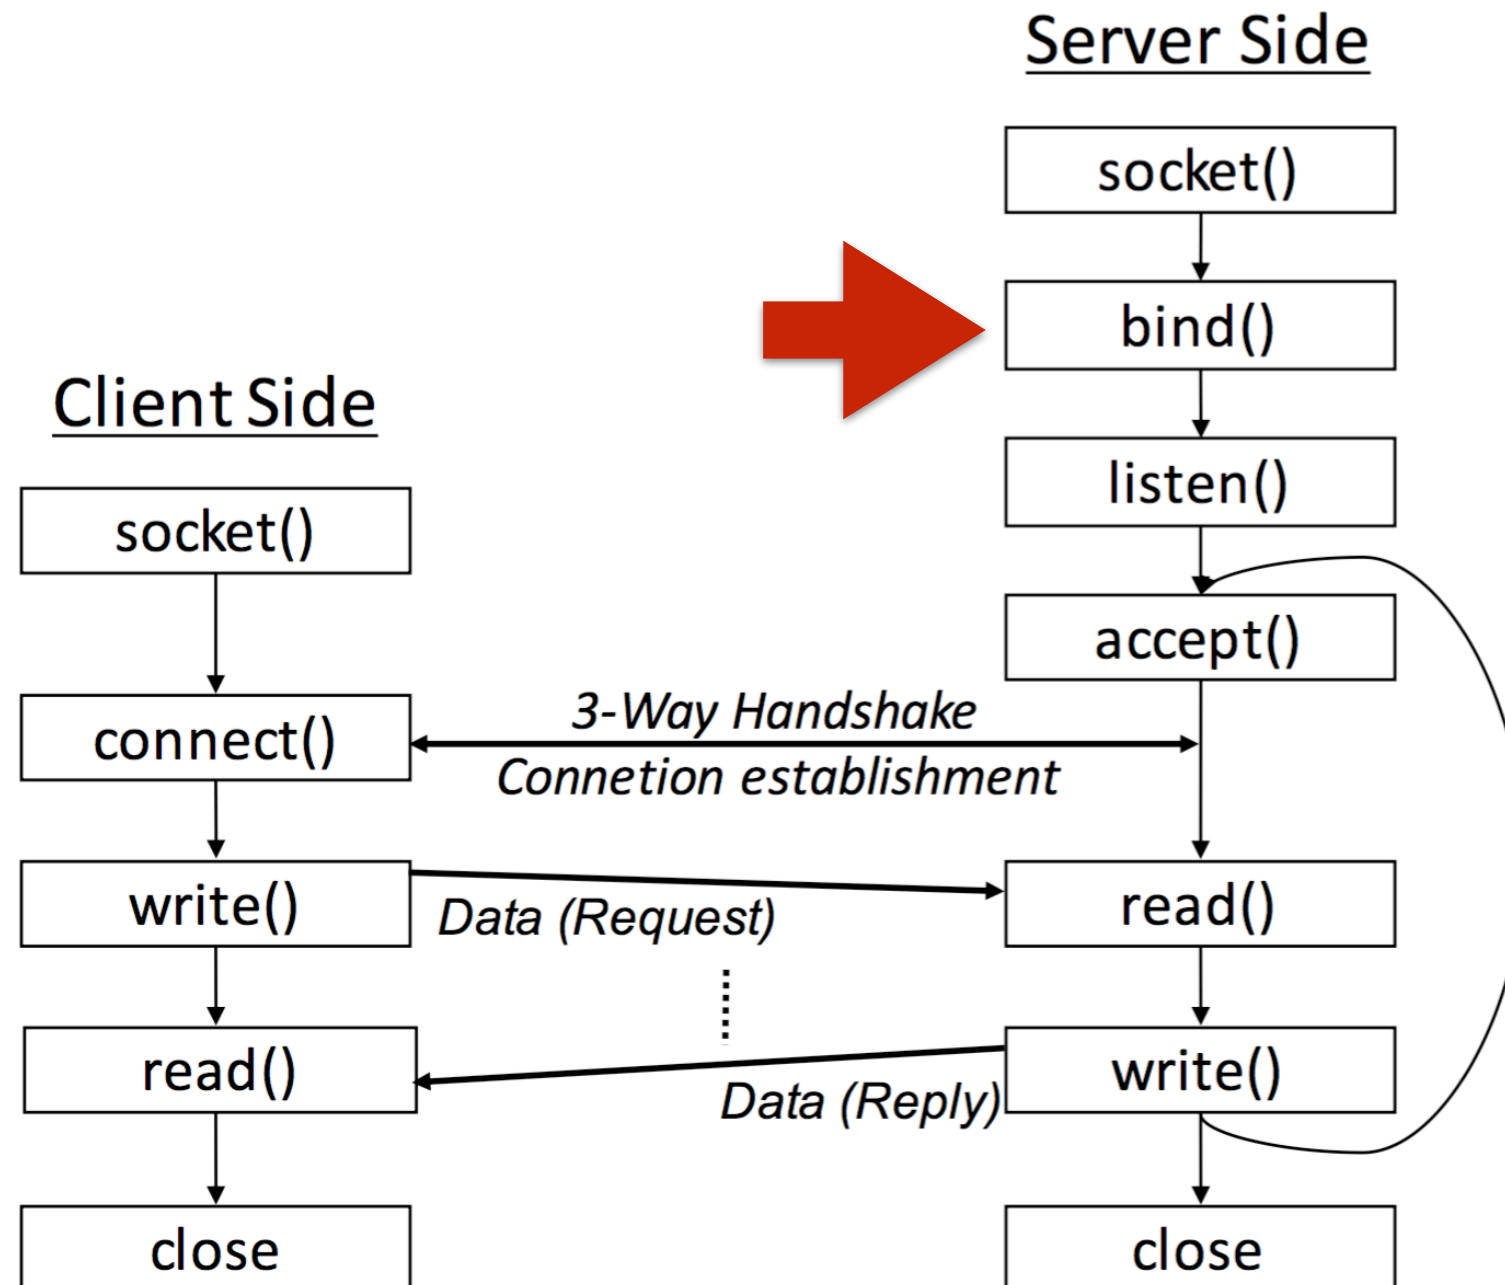 Server Side
socket()
bind()
listen()
accept()
Client Side
socket()
connect()
3-Way Handshake
Connetion establishment
write()
Data (Request)
read()
read()
Data (Reply)
write()
close
close